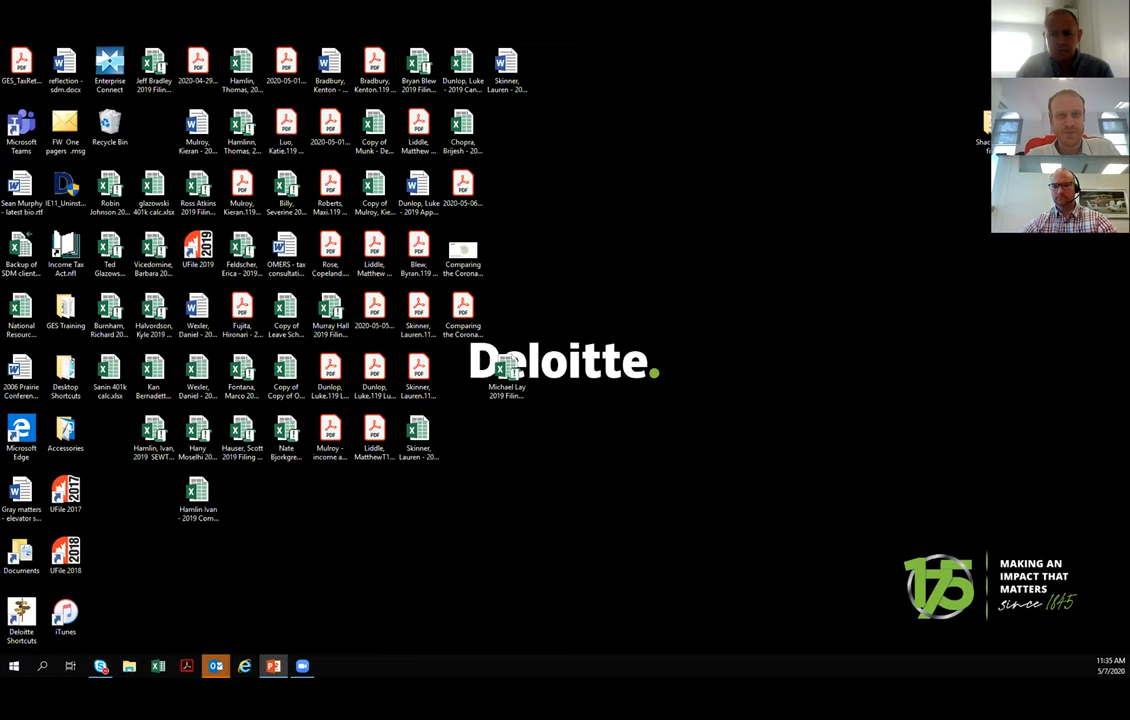 GES_TaxRet...
reflection -
sdm.docx
Enterprise
Connect
Jeff Bradley
2019 Filin...
2020-04-29...
Hamlin,
Thomas, 20...
2020-05-01...
Bradbury,
Kenton - ...
Bradbury,
Kenton.119 ...
Bryan Blew
2019 Filin...
Dunlop, Luke
- 2019 Can...
Skinner,
Lauren - 20...
Microsoft
Teams
FW One
pagers .msg
Recycle Bin
Mulroy,
Kieran - 20...
Hamlinn,
Thomas, 20...
Luo,
Katie.119 ...
2020-05-01...
Copy of
Munk - De...
Liddle,
Matthew ...
Chopra,
Brijesh - 20...
Sean Murphy
- latest bio.rtf
IE11_Uninst...
Robin
Johnson 20...
glazowski
401k calc.xlsx
Ross Atkins
2019 Filin...
Mulroy,
Kieran.119...
Billy,
Severine 20...
Roberts,
Maxi.119 ...
Copy of
Mulroy, Kie...
Dunlop, Luke
- 2019 App...
2020-05-06...
Backup of
SDM client...
Income Tax
Act.nfl
Ted
Glazows...
Vicedomine,
Barbara 20...
2019
UFile 2019
Feldscher,
Erica - 2019...
OMERS - tax
consultati...
Rose,
Copeland...
Liddle,
Matthew ...
Blew,
Byran.119 ...
Comparing
the Corona...
National
Resourc...
GES Training
Burnham,
Richard 20...
Halvordson,
Kyle 2019 ...
Wexler,
Daniel - 20...
Fujita,
Hironari - 2...
Copy of
Leave Sch...
Murray Hall
2019 Filin...
2020-05-05...
Skinner,
Lauren.11...
Comparing
the Corona...
2006 Prairie
Conferen...
Desktop
Shortcuts
Sanin 401k
calc.xlsx
Kan
Bernadett...
Wexler,
Daniel - 20...
Fontana,
Marco 20...
Copy of
Copy of O...
Dunlop,
Luke.119 Lu...
Dunlop,
Luke.119 ...
Skinner,
Lauren.11...
Deloitte.
Michael Lay
2019 Filin...
Microsoft
Edge
Accessories
Hamlin, Ivan,
2019 SEWT...
Hany
Moselhi 20...
Hauser, Scott
2019 Filing ...
Nate
Bjorkgre...
Mulroy -
income a...
Liddle,
MatthewT1...
Skinner,
Lauren - 20...
Gray matters
- elevator s...
2017
UFile 2017
Hamlin Ivan
- 2019 Com...
Documents
2018
UFile 2018
175
MAKING AN
IMPACT THAT
MATTERS
since 1845
Deloitte
Shortcuts
iTunes
11:35 AM
5/7/2020